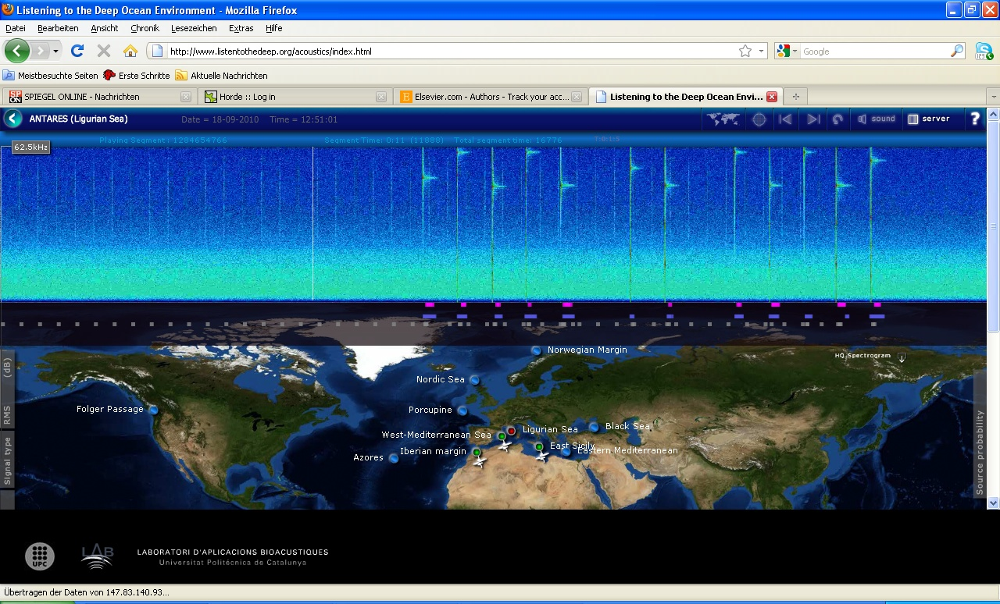 Listening to the Deep Ocean Environment - Mozilla Firefox
Datei Bearbeiten Ansicht Chronik Lesezeichen Extras Hilfe
http://www.listentothedeep.org/acoustics/index.html
Google
123
Meistbesuchte Seiten Erste Schritte Aktuelle Nachrichten
SP ON SPIEGEL ONLINE - Nachrichten Horde :: Log in E Elsevier.com - Authors - Track your acc... Listening to the Deep Ocean Envi...
ANTARES (Ligurian Sea) Date = 18-09-2010 Time = 12:51:01 sound server ?
Playing Segment : 1284654766 Segment Time: 0:11 (11888) Total segment time: 16776
62.5kHz
Norwegian Margin
HQ Spectrogram
(dB)
RMS
Signal type
Nordic Sea
Folger Passage
Porcupine
West-Mediterranean Sea
Ligurian Sea
Black Sea
Iberian margin
East Sicily
Eastern Mediterranean
Azores
Source probability
UPC
LAB
LABORATORI D'APLICACIONS BIOACUSTIQUES
Universitat Politécnica de Catalunya
Übertragen der Daten von 147.83.140.93...